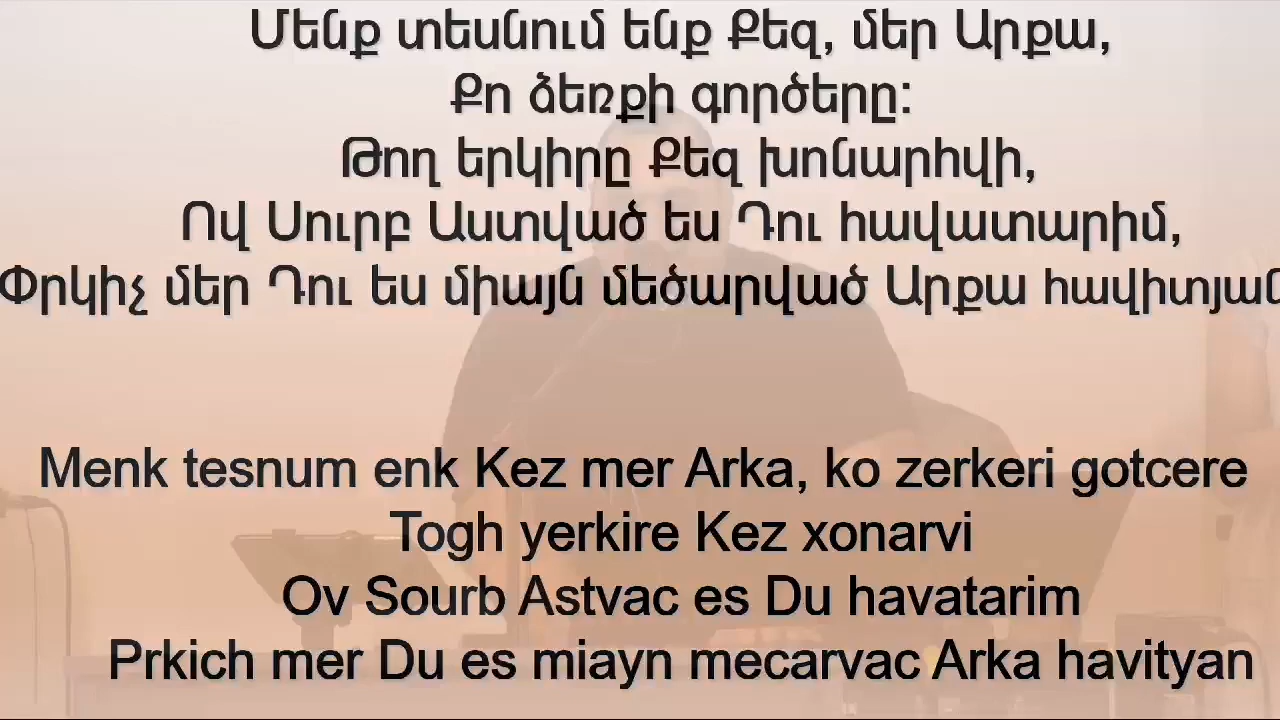 Մենք տեսնում ենք Քեզ, մեր Արքա,
Քո ձեռքի գործերը:
Թող երկիրը Քեզ խոնարհվի,
Ով Սուրբ Աստված ես Դու հավատարիմ,
Փրկիչ մեր Դու ես միայն մեծարված Արքա հավիտյան
Menk tesnum enk Kez mer Arka, ko zerkeri gotcere
Togh yerkire Kez xonarvi
Ov Sourb Astvac es Du havatarim
Prkich mer Du es miayn mecarvac Arka havityan